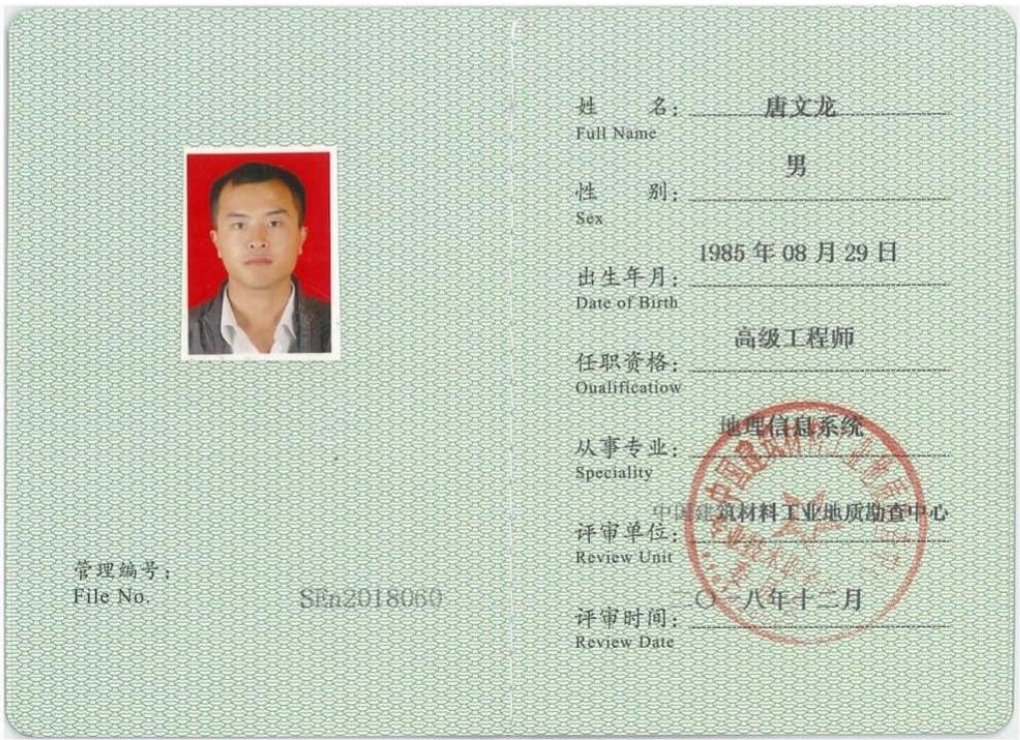 管理编号:
File No.
SEn2018060
姓 名: 唐文龙
Full Name
性 别: 男
Sex
出生年月: 1985 年 08 月 29 日
Date of Birth
任职资格: 高级工程师
Oualificatiow
从事专业: 地理信息系统
Speciality
评审单位: 中国建筑材料工业地质勘查中心
Review Unit
评审时间: 二〇一八年十二月
Review Date